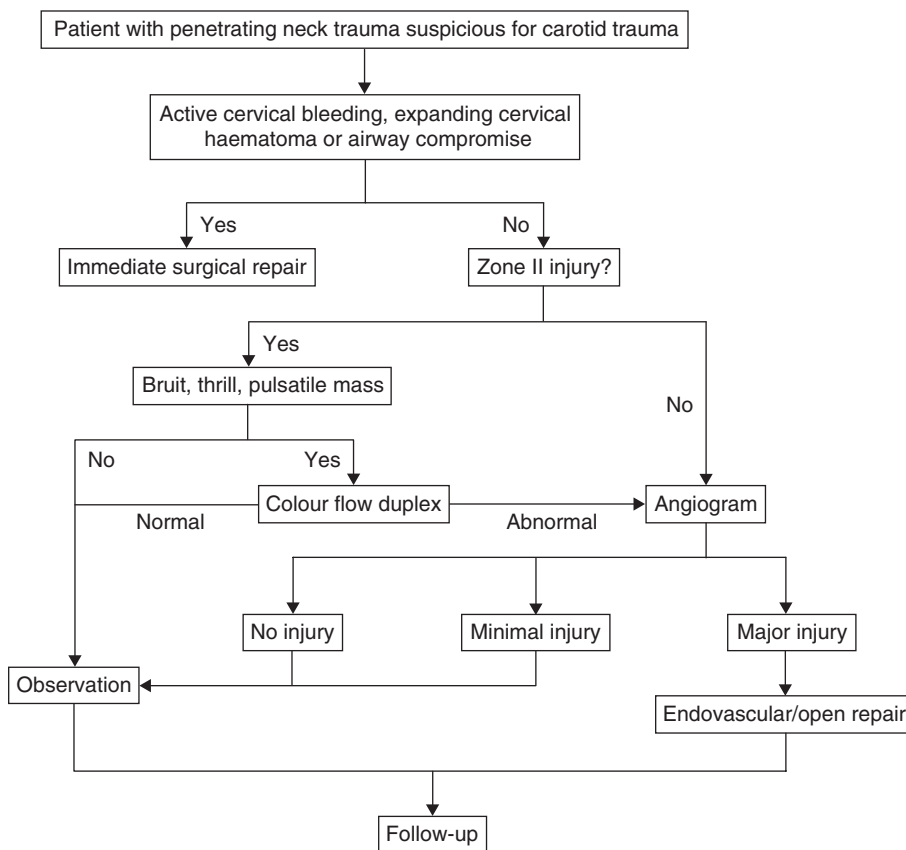 Patient with penetrating neck trauma suspicious for carotid trauma
Active cervical bleeding, expanding cervical
haematoma or airway compromise
Yes
No
Immediate surgical repair
Zone II injury?
Yes
Bruit, thrill, pulsatile mass
No
No
Yes
Colour flow duplex
Angiogram
Normal
Abnormal
No injury
Minimal injury
Major injury
Observation
Endovascular/open repair
Follow-up